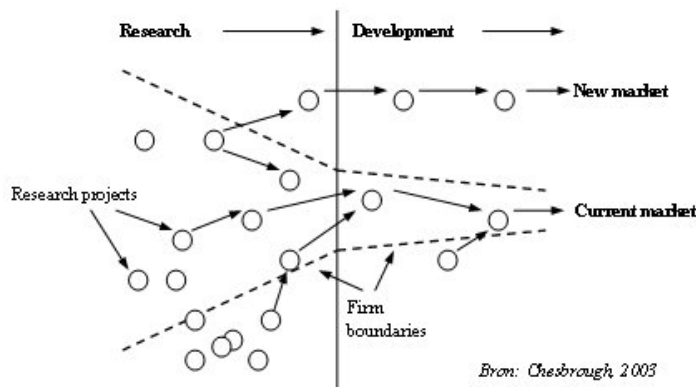 Research
Development
New market
Research projects
Current market
Firm
boundaries
Bron: Chesbrough, 2003